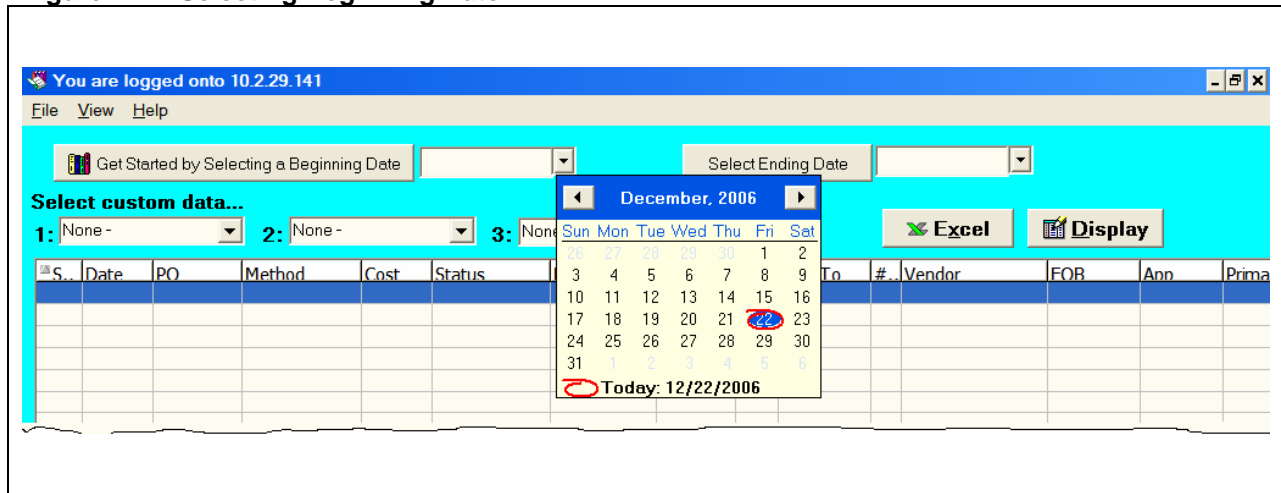 You are logged onto 10.2.29.141
File View Help
Get Started by Selecting a Beginning Date Select Ending Date
Select custom data...
1: None - 2: None - 3: None
Excel Display
S.. Date PO Method Cost Status To #.. Vendor FOB App Prima
December, 2006
Sun Mon Tue Wed Thu Fri Sat
26 27 28 29 30 1 2
3 4 5 6 7 8 9
10 11 12 13 14 15 16
17 18 19 20 21 22 23
24 25 26 27 28 29 30
31 1 2 3 4 5 6
Today: 12/22/2006